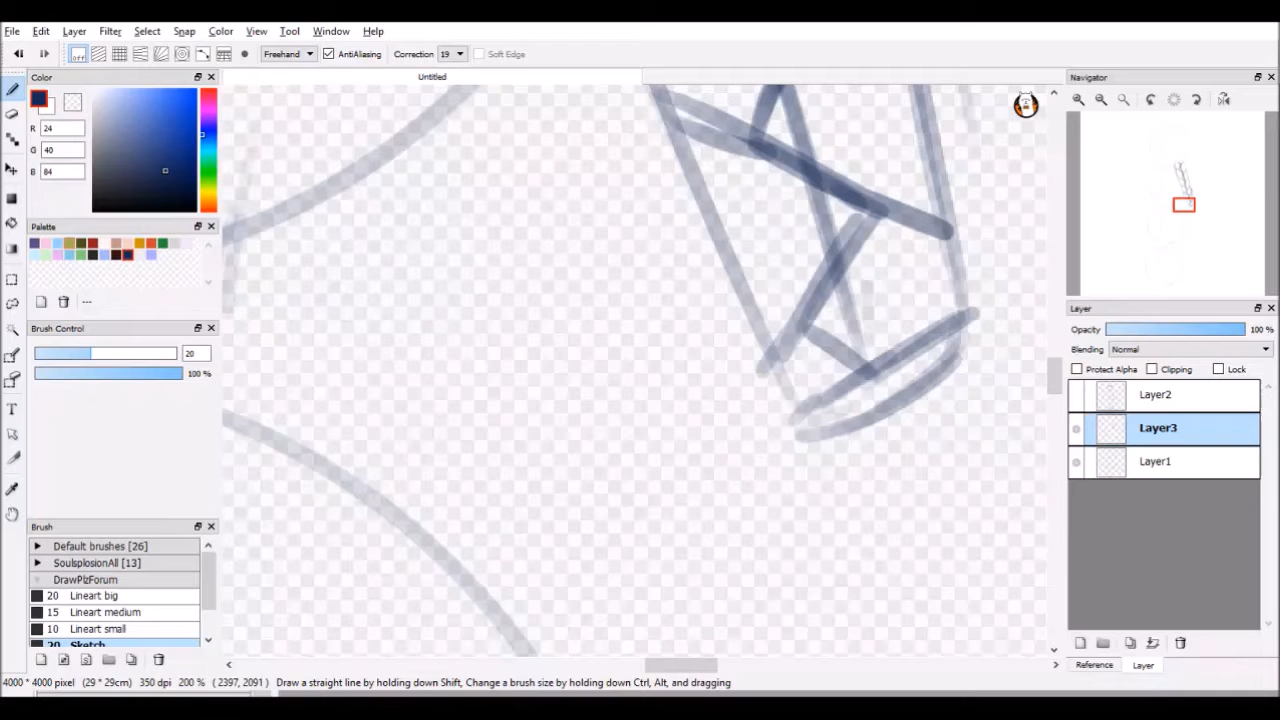 File Edit Layer Filter Select Snap Color View Tool Window Help
off Freehand AntiAliasing Correction 19 Soft Edge
Color
Untitled
Navigator
R 24
G 40
B 84
Palette
Brush Control
20
100 %
Layer
Opacity 100 %
Blending Normal
Protect Alpha Clipping Lock
Layer2
Layer3
Layer1
Brush
Default brushes [26]
SoulsplosionAll [13]
DrawPlzForum
20 Lineart big
15 Lineart medium
10 Lineart small
20 Sketch
Reference Layer
4000 * 4000 pixel (29 * 29cm) 350 dpi 200 % ( 2397, 2091 ) Draw a straight line by holding down Shift, Change a brush size by holding down Ctrl, Alt, and dragging